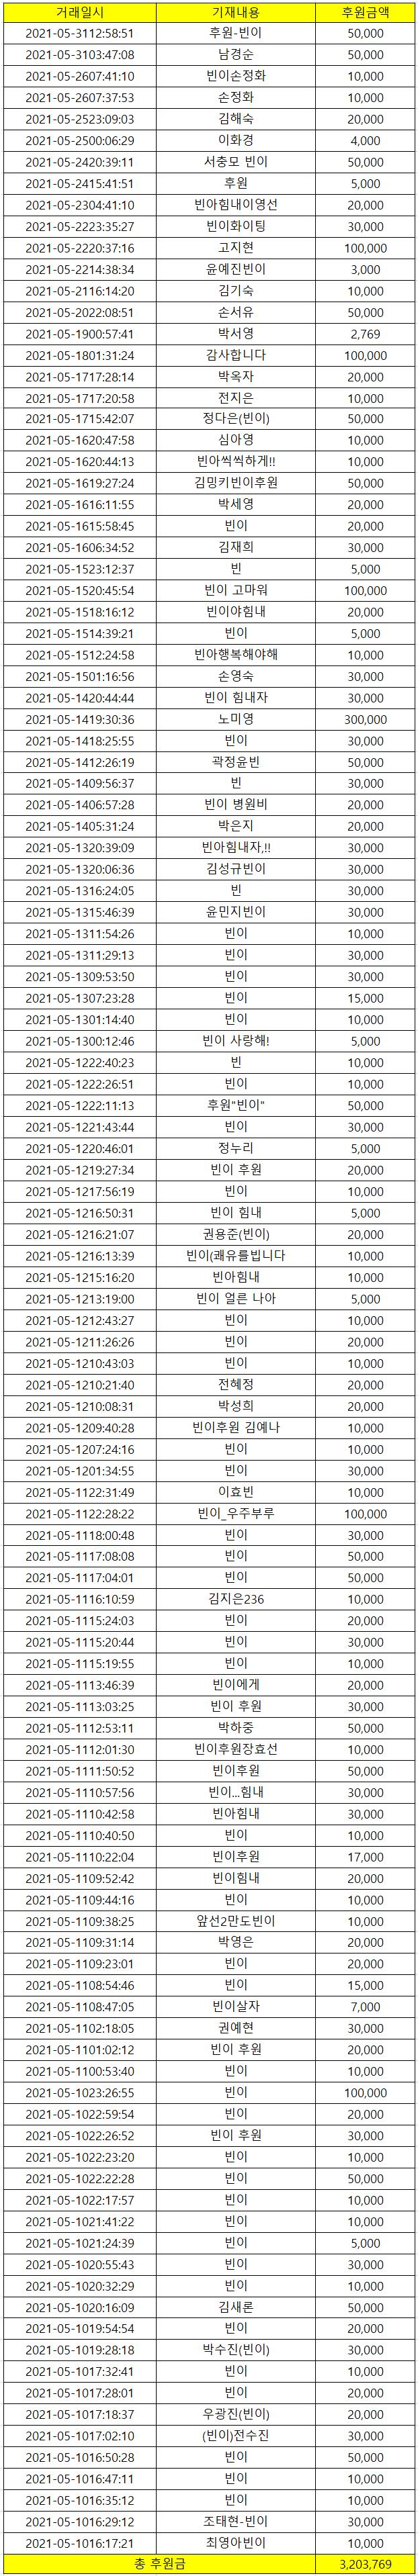 거래일시 기재내용 후원금액
2021-05-3112:58:51 후원-빈이 50,000
2021-05-3103:47:08 남경순 50,000
2021-05-2607:41:10 빈이손정화 10,000
2021-05-2607:37:53 손정화 10,000
2021-05-2523:09:03 김해숙 20,000
2021-05-2500:06:29 이화경 4,000
2021-05-2420:39:11 서충모 빈이 50,000
2021-05-2415:41:51 후원 5,000
2021-05-2304:41:10 빈아힘내이영선 20,000
2021-05-2223:35:27 빈이화이팅 30,000
2021-05-2220:37:16 고지현 100,000
2021-05-2214:38:34 윤예진빈이 3,000
2021-05-2116:14:20 김기숙 10,000
2021-05-2022:08:51 손서유 50,000
2021-05-1900:57:41 박서영 2,769
2021-05-1801:31:24 감사합니다 100,000
2021-05-1717:28:14 박옥자 20,000
2021-05-1717:20:58 전지은 10,000
2021-05-1715:42:07 정다은(빈이) 50,000
2021-05-1620:47:58 심아영 10,000
2021-05-1620:44:13 빈아씩씩하게!! 10,000
2021-05-1619:27:24 김밍키빈이후원 50,000
2021-05-1616:11:55 박세영 20,000
2021-05-1615:58:45 빈이 20,000
2021-05-1606:34:52 김재희 30,000
2021-05-1523:12:37 빈 5,000
2021-05-1520:45:54 빈이 고마워 100,000
2021-05-1518:16:12 빈이야힘내 20,000
2021-05-1514:39:21 빈이 5,000
2021-05-1512:24:58 빈아행복해야해 10,000
2021-05-1501:16:56 손영숙 30,000
2021-05-1420:44:44 빈이 힘내자 30,000
2021-05-1419:30:36 노미영 300,000
2021-05-1418:25:55 빈이 30,000
2021-05-1412:26:19 곽정윤빈 50,000
2021-05-1409:56:37 빈 30,000
2021-05-1406:57:28 빈이 병원비 20,000
2021-05-1405:31:24 박은지 20,000
2021-05-1320:39:09 빈아힘내자,!! 30,000
2021-05-1320:06:36 김성규빈이 30,000
2021-05-1316:24:05 빈 30,000
2021-05-1315:46:39 윤민지빈이 30,000
2021-05-1311:54:26 빈이 10,000
2021-05-1311:29:13 빈이 30,000
2021-05-1309:53:50 빈이 30,000
2021-05-1307:23:28 빈이 15,000
2021-05-1301:14:40 빈이 10,000
2021-05-1300:12:46 빈이 사랑해! 5,000
2021-05-1222:40:23 빈 10,000
2021-05-1222:26:51 빈이 10,000
2021-05-1222:11:13 후원"빈이" 50,000
2021-05-1221:43:44 빈이 30,000
2021-05-1220:46:01 정누리 5,000
2021-05-1219:27:34 빈이 후원 20,000
2021-05-1217:56:19 빈이 10,000
2021-05-1216:50:31 빈이 힘내 5,000
2021-05-1216:21:07 권용준(빈이) 20,000
2021-05-1216:13:39 빈이(쾌유를빕니다 10,000
2021-05-1215:16:20 빈아힘내 10,000
2021-05-1213:19:00 빈이 얼른 나아 5,000
2021-05-1212:43:27 빈이 10,000
2021-05-1211:26:26 빈이 20,000
2021-05-1210:43:03 빈이 10,000
2021-05-1210:21:40 전혜정 20,000
2021-05-1210:08:31 박성희 20,000
2021-05-1209:40:28 빈이후원 김예나 10,000
2021-05-1207:24:16 빈이 10,000
2021-05-1201:34:55 빈이 30,000
2021-05-1122:31:49 이효빈 10,000
2021-05-1122:28:22 빈이_우주부루 100,000
2021-05-1118:00:48 빈이 30,000
2021-05-1117:08:08 빈이 50,000
2021-05-1117:04:01 빈이 50,000
2021-05-1116:10:59 김지은236 10,000
2021-05-1115:24:03 빈이 20,000
2021-05-1115:20:44 빈이 30,000
2021-05-1115:19:55 빈이 10,000
2021-05-1113:46:39 빈이에게 20,000
2021-05-1113:03:25 빈이 후원 30,000
2021-05-1112:53:11 박하중 50,000
2021-05-1112:01:30 빈이후원장효선 10,000
2021-05-1111:50:52 빈이후원 50,000
2021-05-1110:57:56 빈이...힘내 30,000
2021-05-1110:42:58 빈아힘내 30,000
2021-05-1110:40:50 빈이 10,000
2021-05-1110:22:04 빈이후원 17,000
2021-05-1109:52:42 빈이힘내 20,000
2021-05-1109:44:16 빈이 10,000
2021-05-1109:38:25 앞선2만도빈이 10,000
2021-05-1109:31:14 박영은 20,000
2021-05-1109:23:01 빈이 20,000
2021-05-1108:54:46 빈이 15,000
2021-05-1108:47:05 빈이살자 7,000
2021-05-1102:18:05 권예현 30,000
2021-05-1101:02:12 빈이 후원 20,000
2021-05-1100:53:40 빈이 10,000
2021-05-1023:26:55 빈이 100,000
2021-05-1022:59:54 빈이 20,000
2021-05-1022:26:52 빈이 후원 30,000
2021-05-1022:23:20 빈이 10,000
2021-05-1022:22:28 빈이 50,000
2021-05-1022:17:57 빈이 10,000
2021-05-1021:41:22 빈이 10,000
2021-05-1021:24:39 빈이 5,000
2021-05-1020:55:43 빈이 30,000
2021-05-1020:32:29 빈이 10,000
2021-05-1020:16:09 김새론 50,000
2021-05-1019:54:54 빈이 20,000
2021-05-1019:28:18 박수진(빈이) 30,000
2021-05-1017:32:41 빈이 10,000
2021-05-1017:28:01 빈이 20,000
2021-05-1017:18:37 우광진(빈이) 20,000
2021-05-1017:02:10 (빈이)전수진 30,000
2021-05-1016:50:28 빈이 50,000
2021-05-1016:47:11 빈이 10,000
2021-05-1016:35:12 빈이 10,000
2021-05-1016:29:12 조태현-빈이 30,000
2021-05-1016:17:21 최영아빈이 10,000
총 후원금 3,203,769